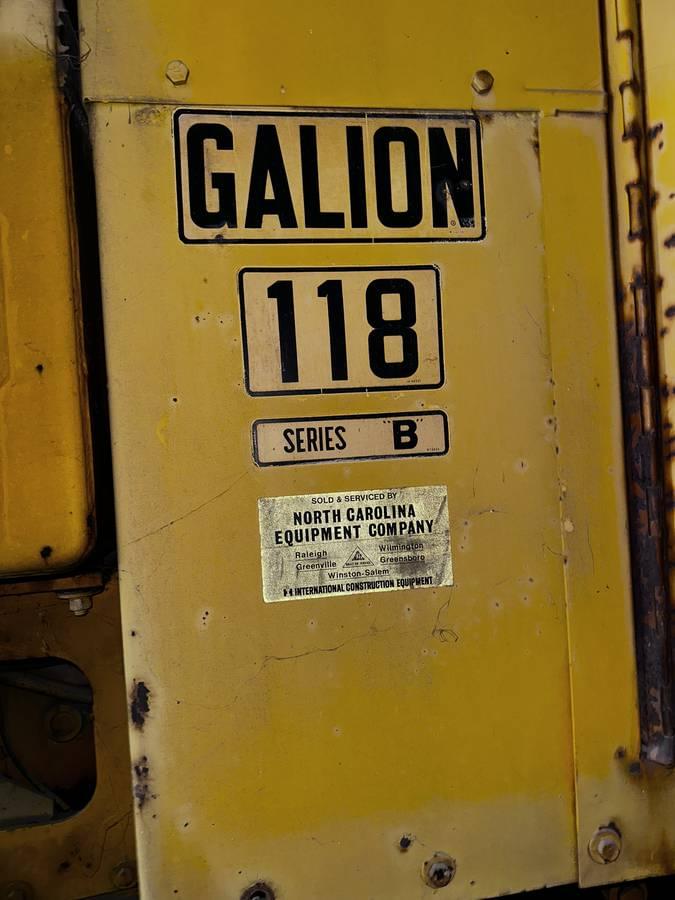 GALION
118
SERIES "B"
SOLD & SERVICED BY
NORTH CAROLINA
EQUIPMENT COMPANY
Raleigh Wilmington
Greenville Greensboro
Winston-Salem
INTERNATIONAL CONSTRUCTION EQUIPMENT